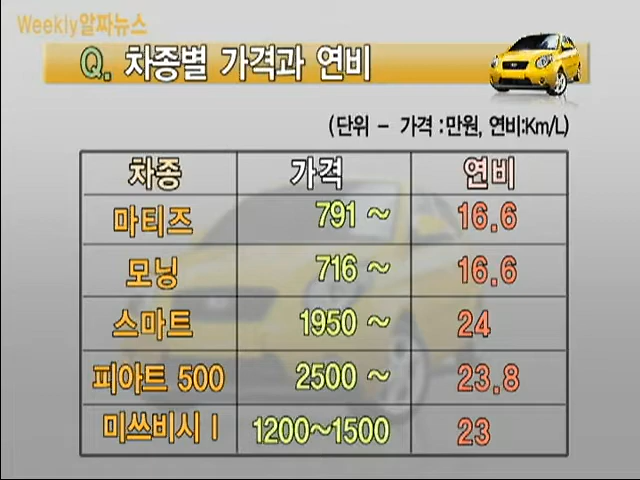 Weekly알짜뉴스
Q. 차종별 가격과 연비
(단위 - 가격 :만원, 연비:Km/L)
차종 가격 연비
마티즈 791 ~ 16.6
모닝 716 ~ 16.6
스마트 1950 ~ 24
피아트 500 2500 ~ 23.8
미쓰비시 I 1200~1500 23